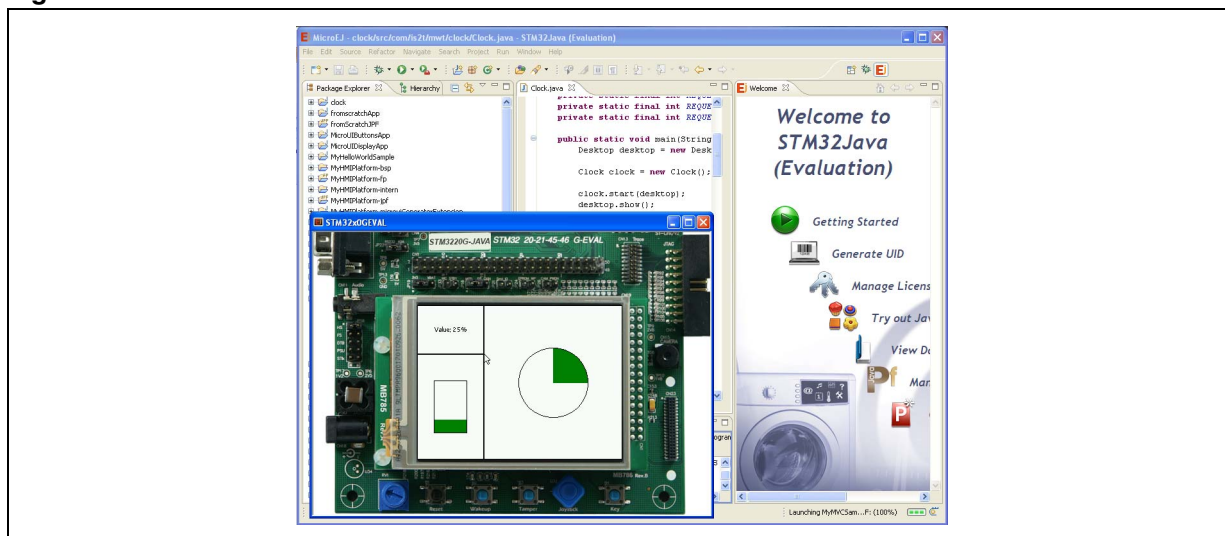 MicroEJ - clock/src/com/is2t/mwt/clock/Clock.java - STM32Java (Evaluation)
File Edit Source Refactor Navigate Search Project Run Window Help
Package Explorer Hierarchy
Clock.java
Welcome
clock
fromscratchApp
fromScratchJPF
MicroUIButtonsApp
MicroUIDisplayApp
MyHelloWorldSample
MyHMIPlatform-bsp
MyHMIPlatform-fp
MyHMIPlatform-intern
MyHMIPlatform-jpf
private static final int REQUE
private static final int REQUE
public static void main(String
Desktop desktop = new Desk
Clock clock = new Clock();
clock.start(desktop);
desktop.show();
Welcome to
STM32Java
(Evaluation)
Getting Started
Generate UID
Manage Licens
Try out Jav
View Do
Man
STM32x0GEVAL
STM3220G-JAVA STM32 20-21-45-46 G-EVAL
Value: 25%
MB785
Reset Wakeup Tamper Joystick Key
Launching MyMVCSam...F: (100%)